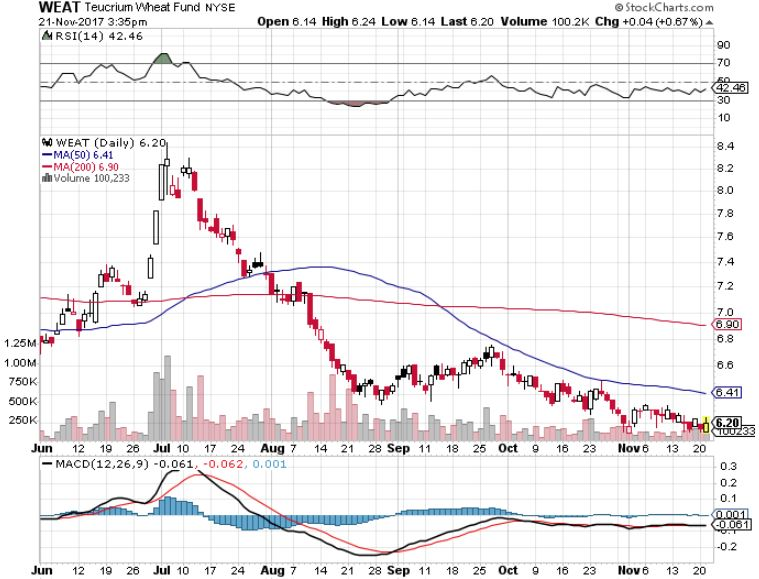 WEAT Teucrium Wheat Fund NYSE
© StockCharts.com
21-Nov-2017 3:35pm
Open 6.14 High 6.24 Low 6.14 Last 6.20 Volume 100.2K Chg +0.04 (+0.67%)
RSI(14) 42.46
90
70
50
42.46
30
10
WEAT (Daily) 6.20
MA(50) 6.41
MA(200) 6.90
Volume 100,233
8.4
8.2
8.0
7.8
7.6
7.4
7.2
7.0
6.90
6.8
6.6
6.41
6.20
100233
1.25M
1.00M
750K
500K
250K
Jun 12 19 26 Jul 10 17 24 Aug 7 14 21 28 Sep 11 18 25 Oct 9 16 23 Nov 6 13 20
MACD(12,26,9) -0.061, -0.062, 0.001
0.3
0.2
0.1
0.001
-0.061
-0.2
Jun 12 19 26 Jul 10 17 24 Aug 7 14 21 28 Sep 11 18 25 Oct 9 16 23 Nov 6 13 20